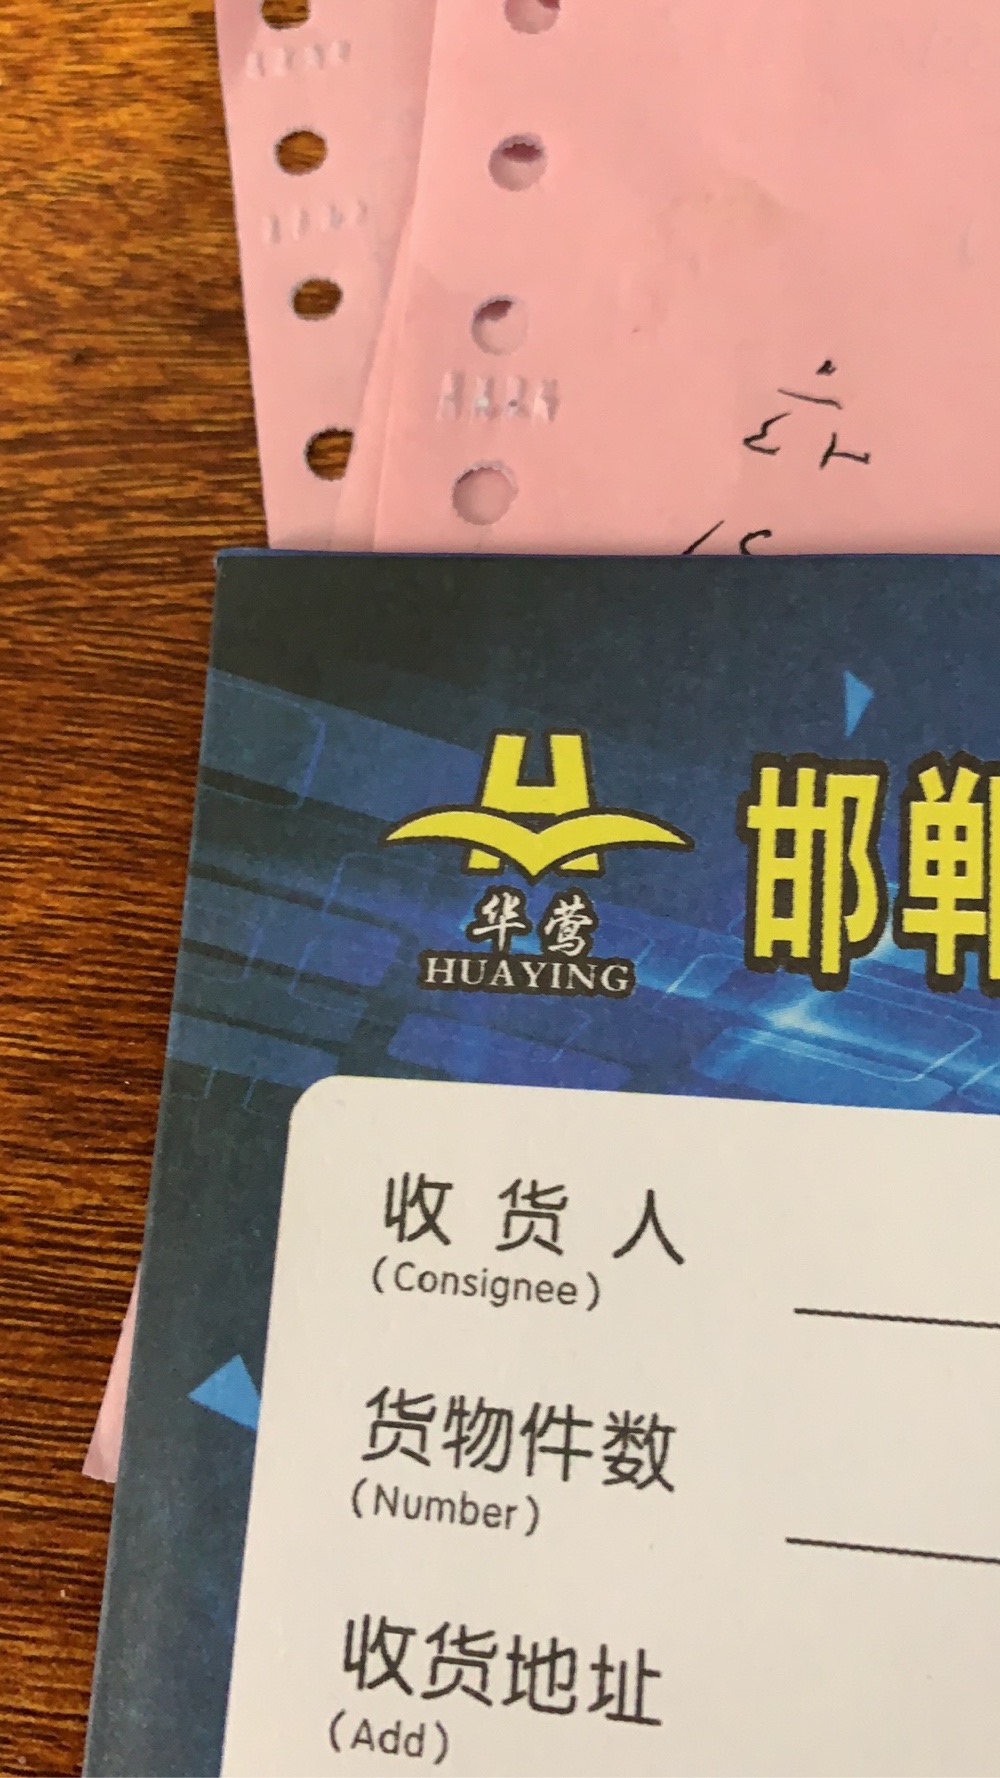 华莺
HUAYING
邯郸
收货人
(Consignee)
货物件数
(Number)
收货地址
(Add)